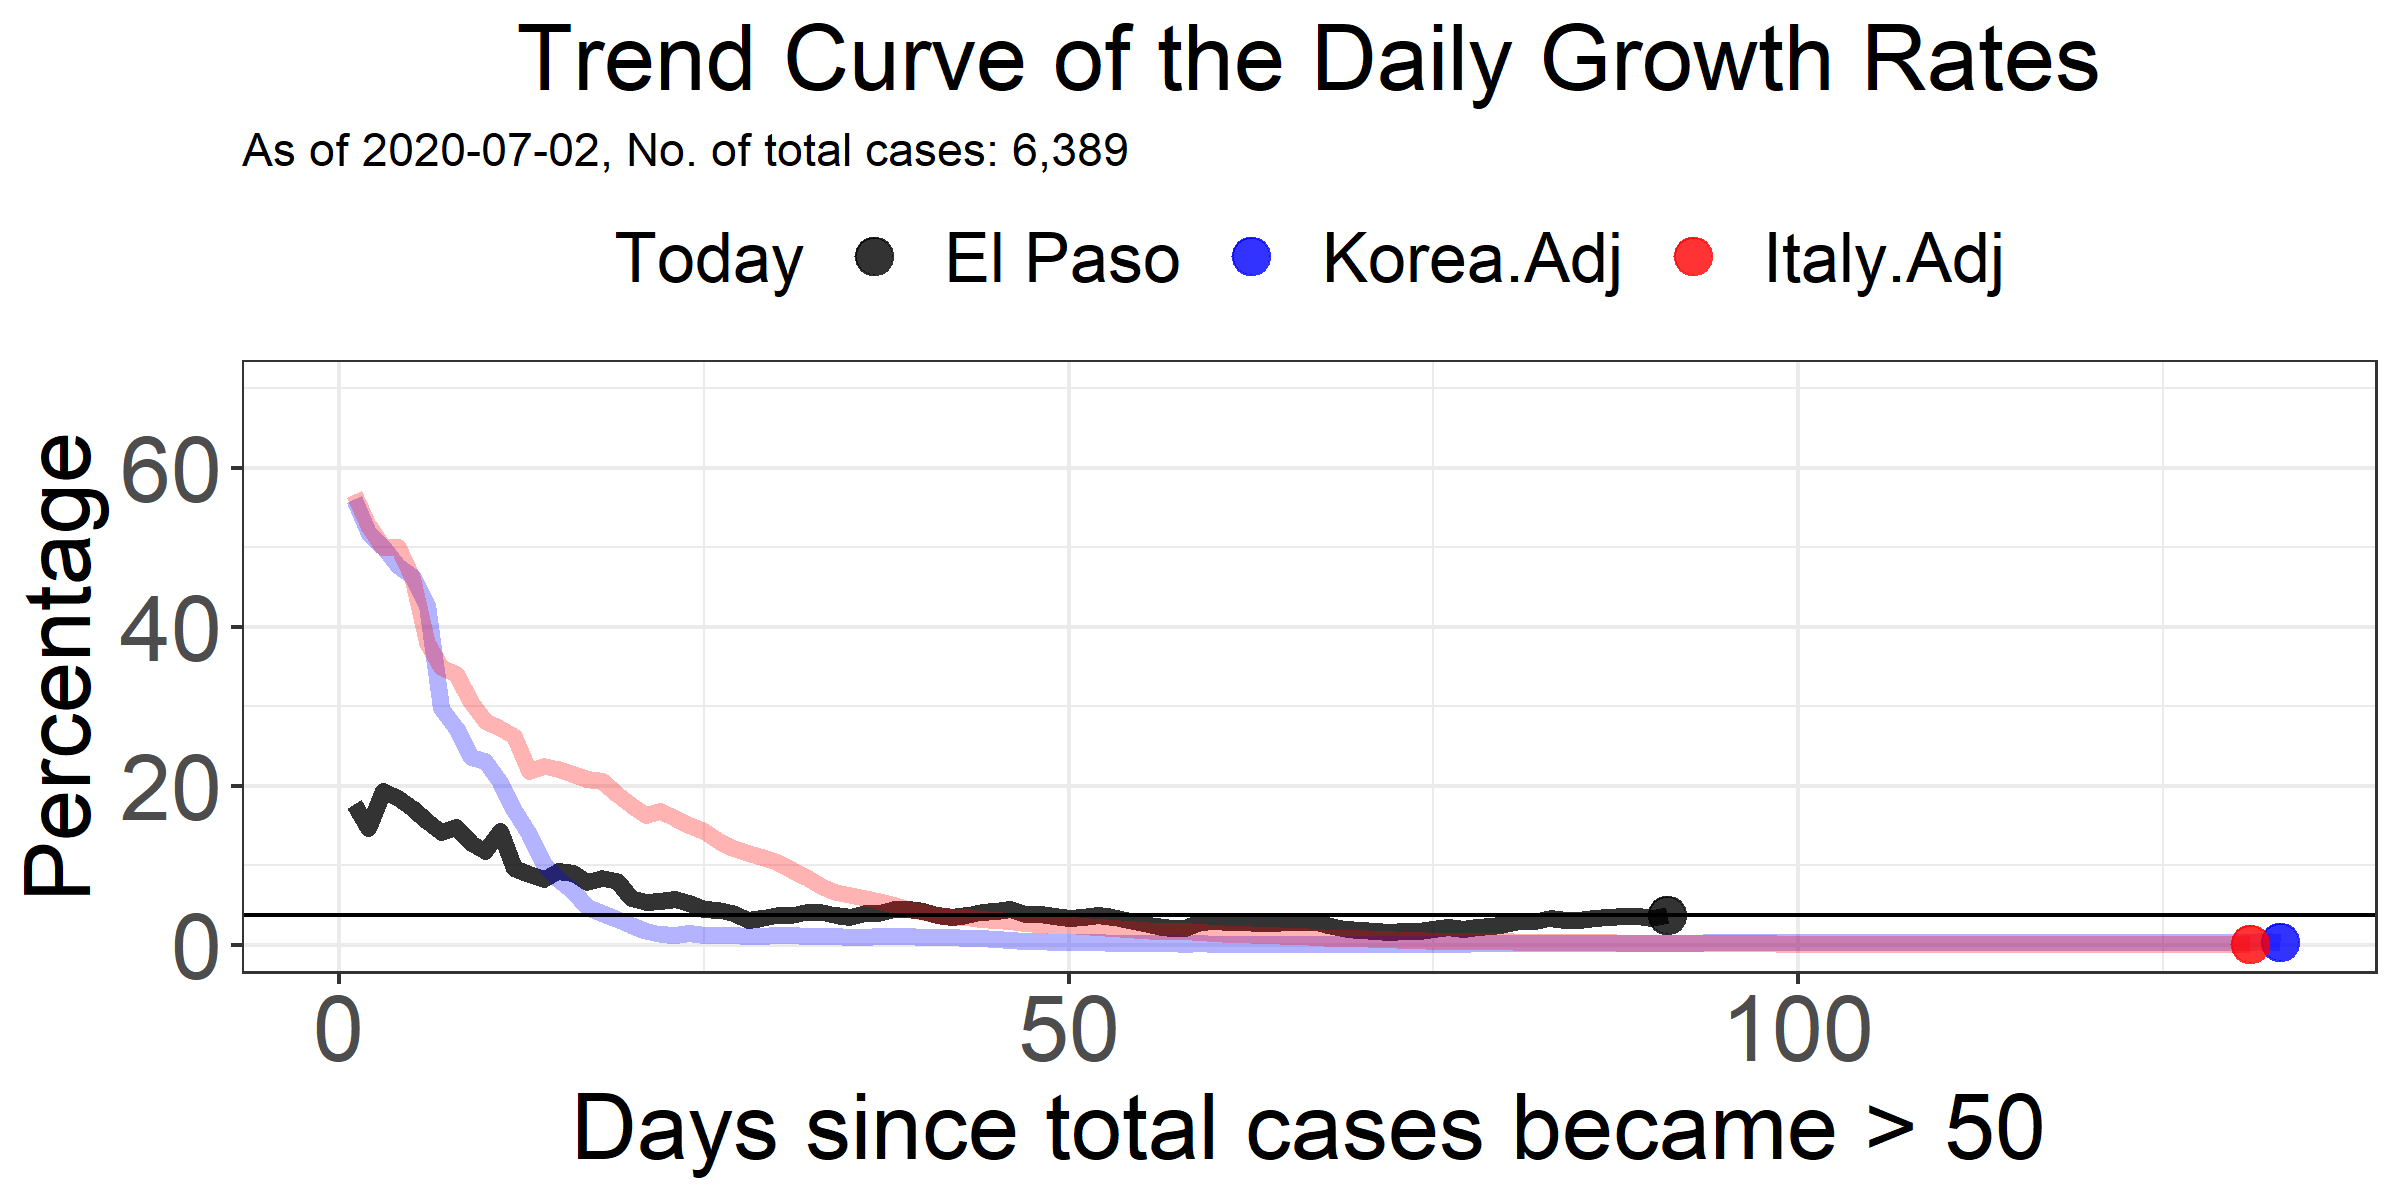 Trend Curve of the Daily Growth Rates
As of 2020-07-02, No. of total cases: 6,389
Today El Paso Korea.Adj Italy.Adj
Percentage
60
40
20
0
0 50 100
Days since total cases became > 50